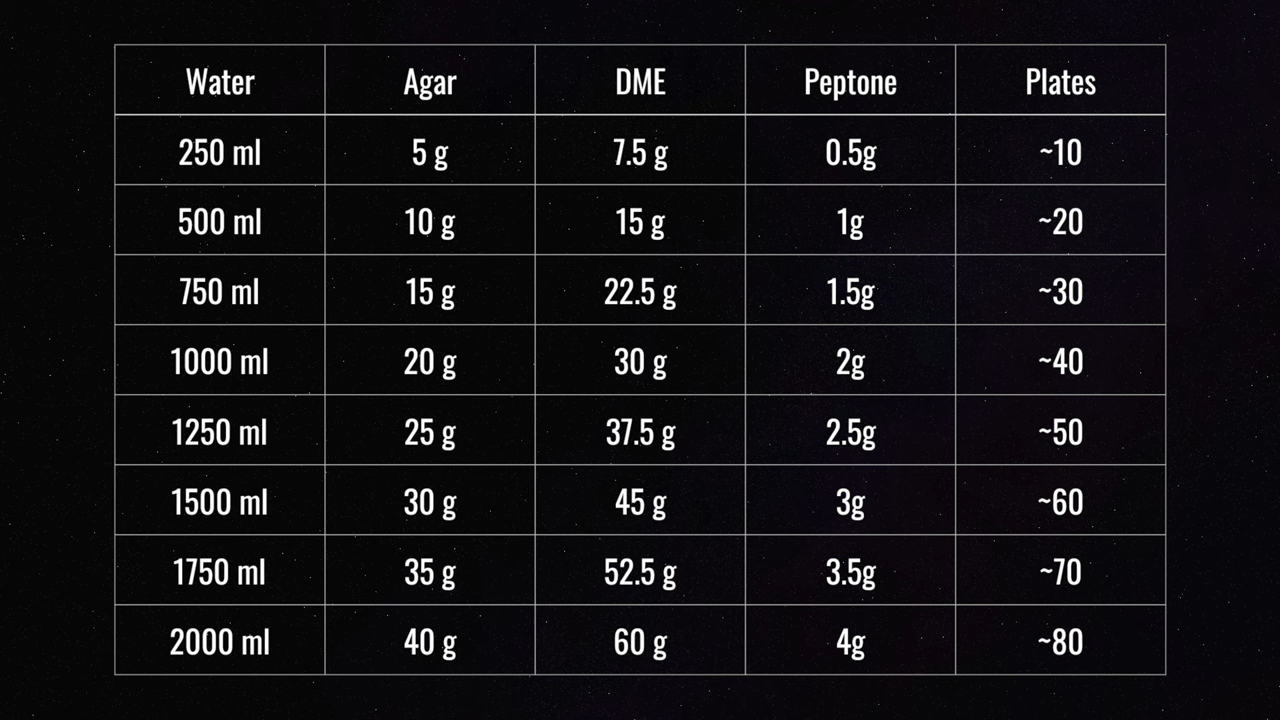 Water Agar DME Peptone Plates
250 ml 5 g 7.5 g 0.5g ~10
500 ml 10 g 15 g 1g ~20
750 ml 15 g 22.5 g 1.5g ~30
1000 ml 20 g 30 g 2g ~40
1250 ml 25 g 37.5 g 2.5g ~50
1500 ml 30 g 45 g 3g ~60
1750 ml 35 g 52.5 g 3.5g ~70
2000 ml 40 g 60 g 4g ~80